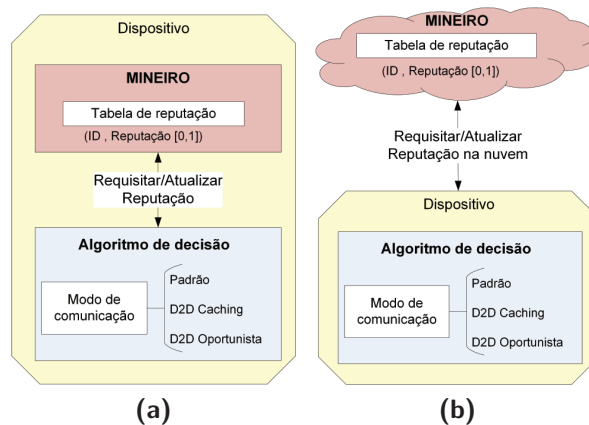 Dispositivo
MINEIRO
Tabela de reputação
(ID , Reputação [0,1])
Requisitar/Atualizar
Reputação
Algoritmo de decisão
Modo de
comunicação
Padrão
D2D Caching
D2D Oportunista
(a)
MINEIRO
Tabela de reputação
(ID , Reputação [0,1])
Requisitar/Atualizar
Reputação na nuvem
Dispositivo
Algoritmo de decisão
Modo de
comunicação
Padrão
D2D Caching
D2D Oportunista
(b)